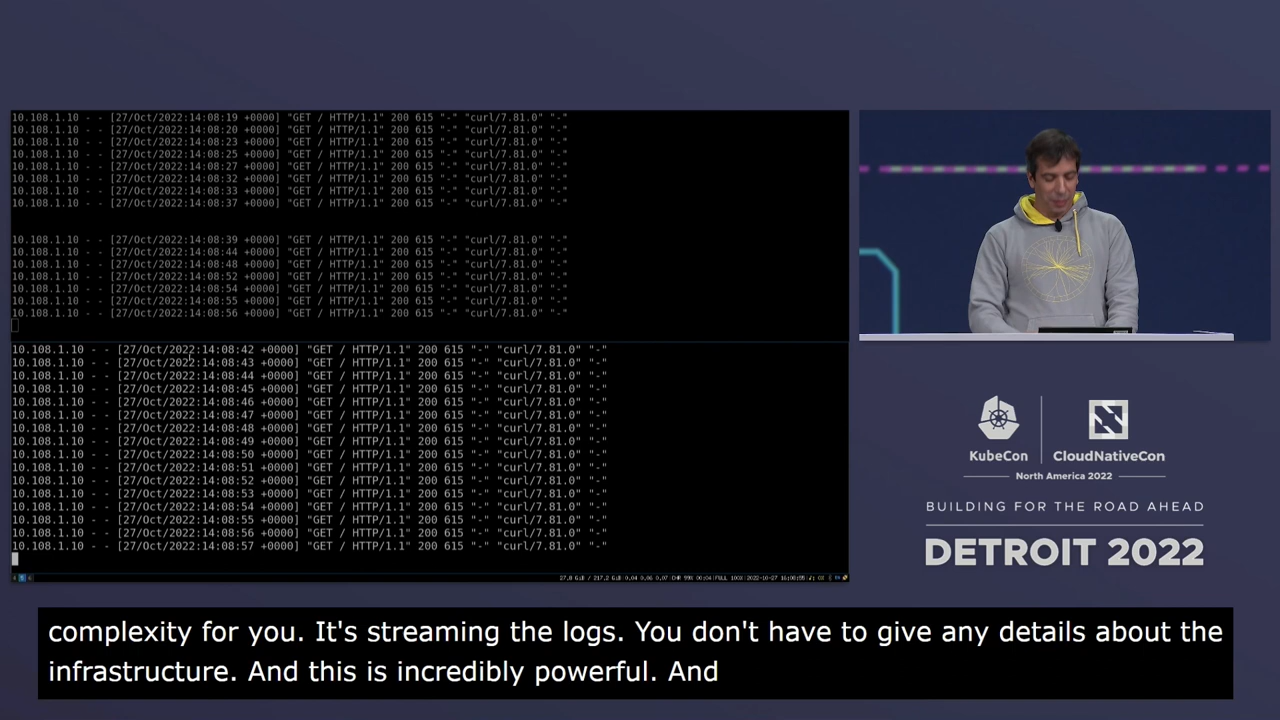 10.108.1.10 - - [27/Oct/2022:14:08:19 +0000] "GET / HTTP/1.1" 200 615 "-" "curl/7.81.0" "-"
10.108.1.10 - - [27/Oct/2022:14:08:20 +0000] "GET / HTTP/1.1" 200 615 "-" "curl/7.81.0" "-"
10.108.1.10 - - [27/Oct/2022:14:08:23 +0000] "GET / HTTP/1.1" 200 615 "-" "curl/7.81.0" "-"
10.108.1.10 - - [27/Oct/2022:14:08:25 +0000] "GET / HTTP/1.1" 200 615 "-" "curl/7.81.0" "-"
10.108.1.10 - - [27/Oct/2022:14:08:27 +0000] "GET / HTTP/1.1" 200 615 "-" "curl/7.81.0" "-"
10.108.1.10 - - [27/Oct/2022:14:08:32 +0000] "GET / HTTP/1.1" 200 615 "-" "curl/7.81.0" "-"
10.108.1.10 - - [27/Oct/2022:14:08:33 +0000] "GET / HTTP/1.1" 200 615 "-" "curl/7.81.0" "-"
10.108.1.10 - - [27/Oct/2022:14:08:37 +0000] "GET / HTTP/1.1" 200 615 "-" "curl/7.81.0" "-"
10.108.1.10 - - [27/Oct/2022:14:08:39 +0000] "GET / HTTP/1.1" 200 615 "-" "curl/7.81.0" "-"
10.108.1.10 - - [27/Oct/2022:14:08:44 +0000] "GET / HTTP/1.1" 200 615 "-" "curl/7.81.0" "-"
10.108.1.10 - - [27/Oct/2022:14:08:48 +0000] "GET / HTTP/1.1" 200 615 "-" "curl/7.81.0" "-"
10.108.1.10 - - [27/Oct/2022:14:08:52 +0000] "GET / HTTP/1.1" 200 615 "-" "curl/7.81.0" "-"
10.108.1.10 - - [27/Oct/2022:14:08:54 +0000] "GET / HTTP/1.1" 200 615 "-" "curl/7.81.0" "-"
10.108.1.10 - - [27/Oct/2022:14:08:55 +0000] "GET / HTTP/1.1" 200 615 "-" "curl/7.81.0" "-"
10.108.1.10 - - [27/Oct/2022:14:08:56 +0000] "GET / HTTP/1.1" 200 615 "-" "curl/7.81.0" "-"
10.108.1.10 - - [27/Oct/2022:14:08:42 +0000] "GET / HTTP/1.1" 200 615 "-" "curl/7.81.0" "-"
10.108.1.10 - - [27/Oct/2022:14:08:43 +0000] "GET / HTTP/1.1" 200 615 "-" "curl/7.81.0" "-"
10.108.1.10 - - [27/Oct/2022:14:08:44 +0000] "GET / HTTP/1.1" 200 615 "-" "curl/7.81.0" "-"
10.108.1.10 - - [27/Oct/2022:14:08:45 +0000] "GET / HTTP/1.1" 200 615 "-" "curl/7.81.0" "-"
10.108.1.10 - - [27/Oct/2022:14:08:46 +0000] "GET / HTTP/1.1" 200 615 "-" "curl/7.81.0" "-"
10.108.1.10 - - [27/Oct/2022:14:08:47 +0000] "GET / HTTP/1.1" 200 615 "-" "curl/7.81.0" "-"
10.108.1.10 - - [27/Oct/2022:14:08:48 +0000] "GET / HTTP/1.1" 200 615 "-" "curl/7.81.0" "-"
10.108.1.10 - - [27/Oct/2022:14:08:49 +0000] "GET / HTTP/1.1" 200 615 "-" "curl/7.81.0" "-"
10.108.1.10 - - [27/Oct/2022:14:08:50 +0000] "GET / HTTP/1.1" 200 615 "-" "curl/7.81.0" "-"
10.108.1.10 - - [27/Oct/2022:14:08:51 +0000] "GET / HTTP/1.1" 200 615 "-" "curl/7.81.0" "-"
10.108.1.10 - - [27/Oct/2022:14:08:52 +0000] "GET / HTTP/1.1" 200 615 "-" "curl/7.81.0" "-"
10.108.1.10 - - [27/Oct/2022:14:08:53 +0000] "GET / HTTP/1.1" 200 615 "-" "curl/7.81.0" "-"
10.108.1.10 - - [27/Oct/2022:14:08:54 +0000] "GET / HTTP/1.1" 200 615 "-" "curl/7.81.0" "-"
10.108.1.10 - - [27/Oct/2022:14:08:55 +0000] "GET / HTTP/1.1" 200 615 "-" "curl/7.81.0" "-"
10.108.1.10 - - [27/Oct/2022:14:08:56 +0000] "GET / HTTP/1.1" 200 615 "-" "curl/7.81.0" "-"
10.108.1.10 - - [27/Oct/2022:14:08:57 +0000] "GET / HTTP/1.1" 200 615 "-" "curl/7.81.0" "-"
KubeCon
CloudNativeCon
North America 2022
BUILDING FOR THE ROAD AHEAD
DETROIT 2022
complexity for you. It's streaming the logs. You don't have to give any details about the
infrastructure. And this is incredibly powerful. And